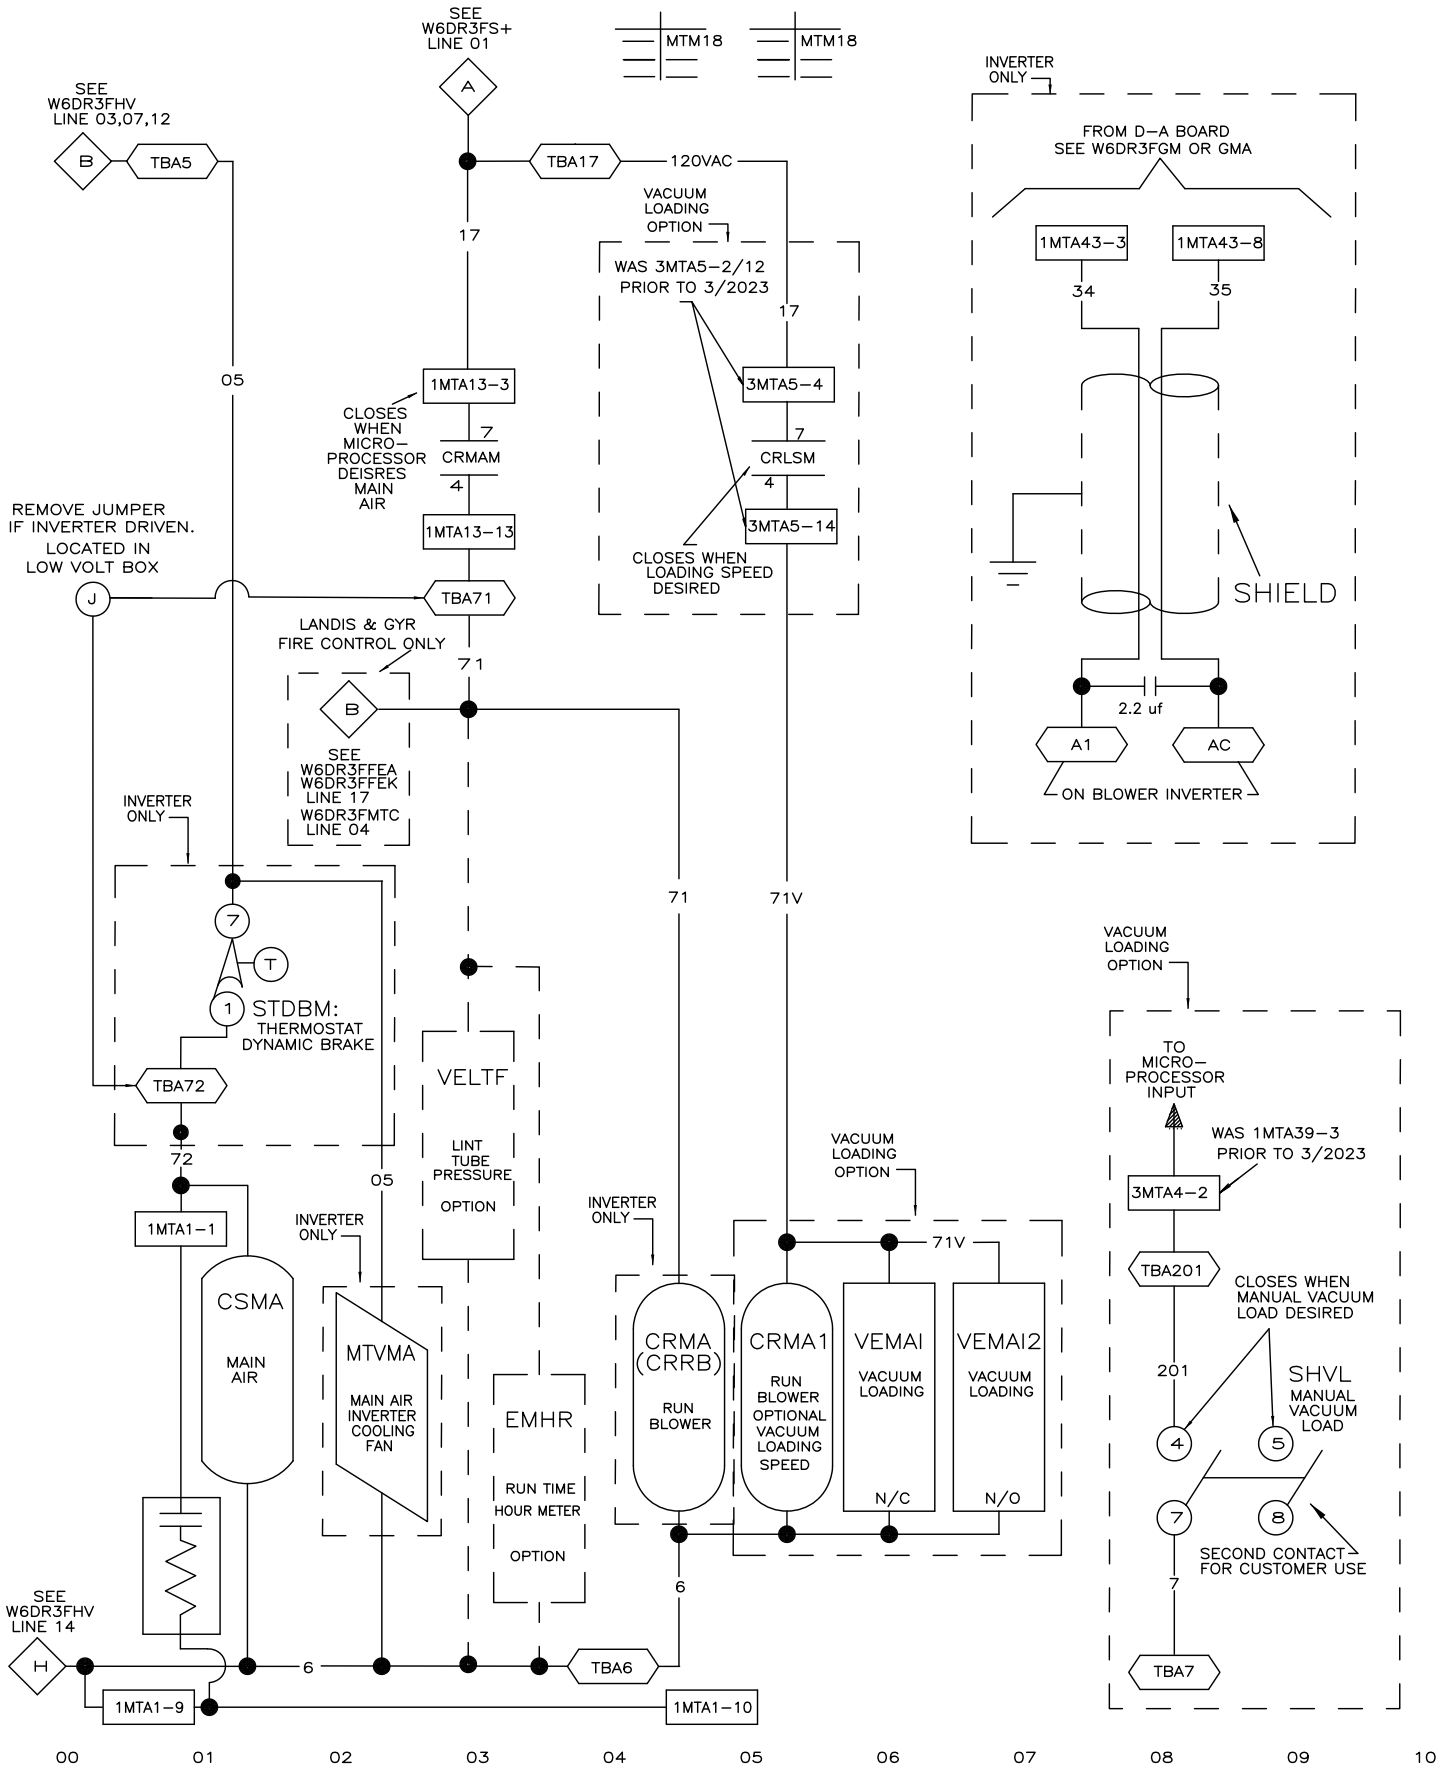 SEE
W6DR3FS+
LINE 01
A
MTM18
MTM18
SEE
W6DR3FHV
LINE 03,07,12
B
TBA5
TBA17
120VAC
17
05
VACUUM
LOADING
OPTION
WAS 3MTA5-2/12
PRIOR TO 3/2023
17
1MTA13-3
3MTA5-4
CLOSES
WHEN
MICRO-
PROCESSOR
DEISRES
MAIN
AIR
7
CRMAM
4
1MTA13-13
7
CRLSM
4
3MTA5-14
CLOSES WHEN
LOADING SPEED
DESIRED
INVERTER
ONLY
FROM D-A BOARD
SEE W6DR3FGM OR GMA
1MTA43-3
1MTA43-8
34
35
SHIELD
2.2 uf
A1
AC
ON BLOWER INVERTER
REMOVE JUMPER
IF INVERTER DRIVEN.
LOCATED IN
LOW VOLT BOX
J
TBA71
LANDIS & GYR
FIRE CONTROL ONLY
71
B
SEE
W6DR3FFEA
W6DR3FFEK
LINE 17
W6DR3FMTC
LINE 04
INVERTER
ONLY
7
T
1
STDBM:
THERMOSTAT
DYNAMIC BRAKE
TBA72
72
71
71V
VELTF
LINT
TUBE
PRESSURE
OPTION
05
1MTA1-1
CSMA
MAIN
AIR
INVERTER
ONLY
MTVMA
MAIN AIR
INVERTER
COOLING
FAN
EMHR
RUN TIME
HOUR METER
OPTION
INVERTER
ONLY
CRMA
(CRRB)
RUN
BLOWER
VACUUM
LOADING
OPTION
71V
CRMA1
RUN
BLOWER
OPTIONAL
VACUUM
LOADING
SPEED
VEMAI
VACUUM
LOADING
N/C
VEMAI2
VACUUM
LOADING
N/O
VACUUM
LOADING
OPTION
TO
MICRO-
PROCESSOR
INPUT
WAS 1MTA39-3
PRIOR TO 3/2023
3MTA4-2
TBA201
CLOSES WHEN
MANUAL VACUUM
LOAD DESIRED
201
SHVL
MANUAL
VACUUM
LOAD
4
5
7
8
SECOND CONTACT
FOR CUSTOMER USE
7
TBA7
SEE
W6DR3FHV
LINE 14
H
6
TBA6
6
1MTA1-9
1MTA1-10
00 01 02 03 04 05 06 07 08 09 10